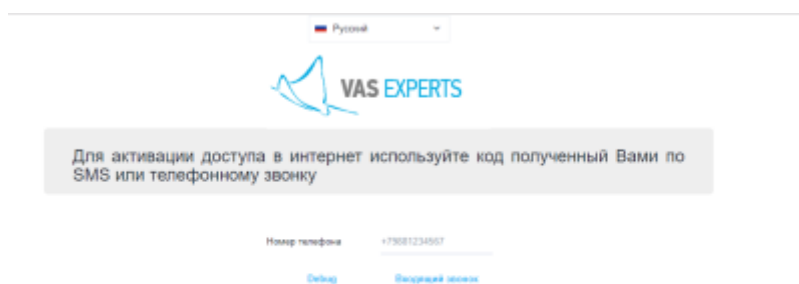 Русский
VAS EXPERTS
Для активации доступа в интернет используйте код полученный Вами по
SMS или телефонному звонку
Номер телефона +79881234567
Debug Входящий звонок